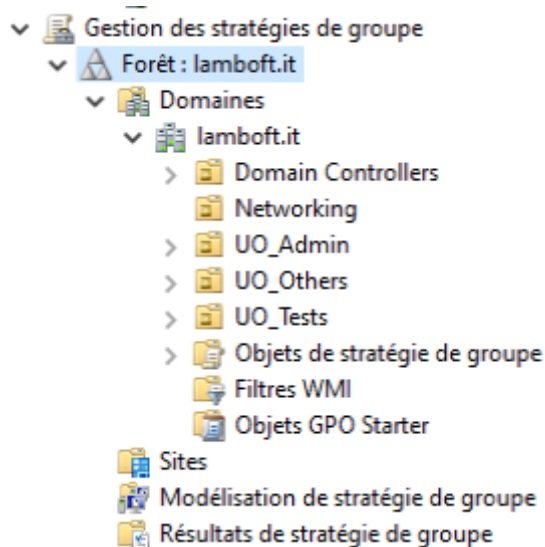 Gestion des stratégies de groupe
Forêt : lamboft.it
Domaines
lamboft.it
Domain Controllers
Networking
UO_Admin
UO_Others
UO_Tests
Objets de stratégie de groupe
Filtres WMI
Objets GPO Starter
Sites
Modélisation de stratégie de groupe
Résultats de stratégie de groupe